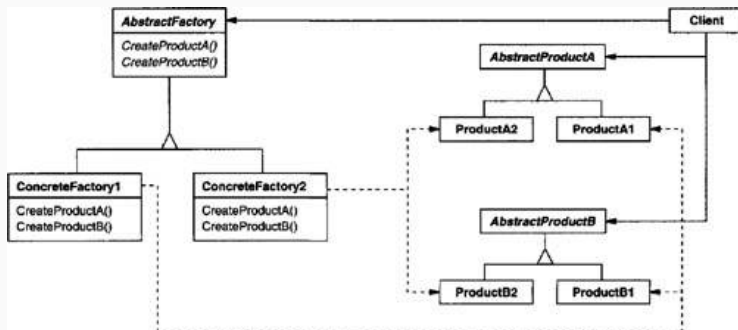 AbstractFactory
CreateProductA()
CreateProductB()
Client
AbstractProductA
ProductA2
ProductA1
ConcreteFactory1
CreateProductA()
CreateProductB()
ConcreteFactory2
CreateProductA()
CreateProductB()
AbstractProductB
ProductB2
ProductB1